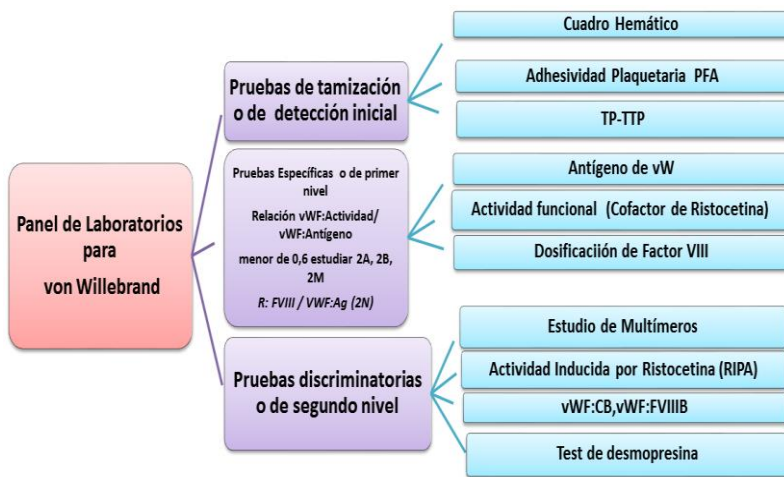 Panel de Laboratorios
para
von Willebrand
Pruebas de tamización
o de detección inicial
Cuadro Hemático
Adhesividad Plaquetaria PFA
TP-TTP
Pruebas Específicas o de primer
nivel
Relación vWF:Actividad/
vWF:Antígeno
menor de 0,6 estudiar 2A, 2B,
2M
R: FVIII / VWF:Ag (2N)
Antígeno de vW
Actividad funcional (Cofactor de Ristocetina)
Dosificaciión de Factor VIII
Pruebas discriminatorias
o de segundo nivel
Estudio de Multímeros
Actividad Inducida por Ristocetina (RIPA)
vWF:CB,vWF:FVIIIB
Test de desmopresina